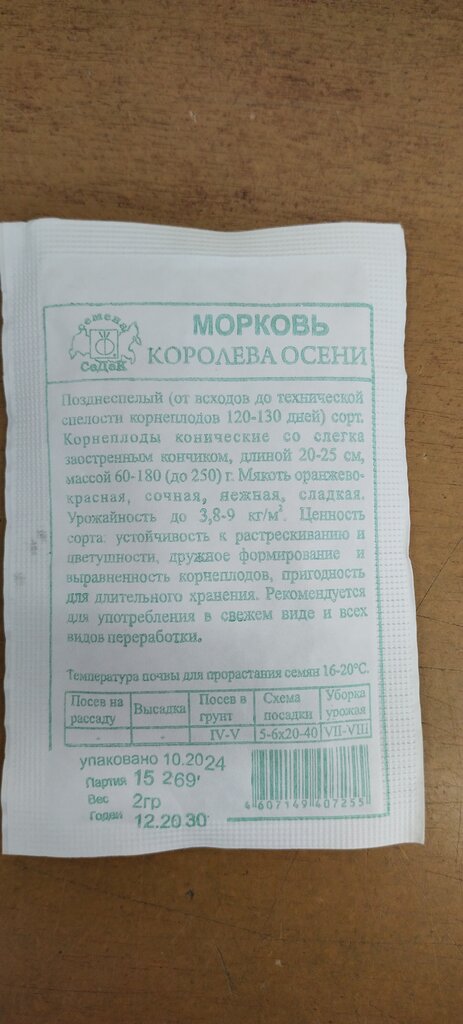 семена
СеДеК
МОРКОВЬ
КОРОЛЕВА ОСЕНИ
Позднеспелый (от всходов до технической
спелости корнеплодов 120-130 дней) сорт.
Корнеплоды конические со слегка
заостренным кончиком, длиной 20-25 см,
массой 60-180 (до 250) г. Мякоть оранжево-
красная, сочная, нежная, сладкая.
Урожайность до 3,8-9 кг/м². Ценность
сорта: устойчивость к растрескиванию и
цветушности, дружное формирование и
выравненность корнеплодов, пригодность
для длительного хранения. Рекомендуется
для употребления в свежем виде и всех
видов переработки.
Температура почвы для прорастания семян 16-20°С.
Посев на рассаду Высадка Посев в грунт Схема посадки Уборка урожая
IV-V 5-6x20-40 VII-VIII
упаковано 10.2024
Партия 15 269'
Вес 2гр
Годен 12.2030
4 607149 407255